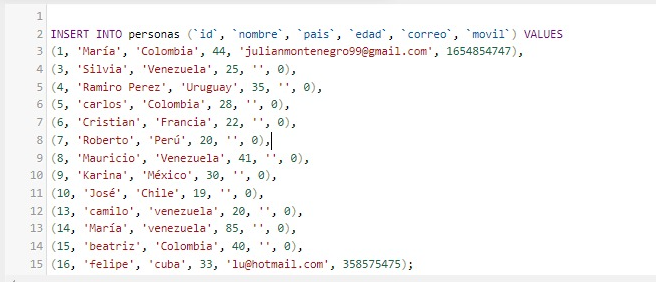 1
2 INSERT INTO personas (`id`, `nombre`, `pais`, `edad`, `correo`, `movil`) VALUES
3 (1, 'María', 'Colombia', 44, 'julianmontenegro99@gmail.com', 1654854747),
4 (3, 'Silvia', 'Venezuela', 25, '', 0),
5 (4, 'Ramiro Perez', 'Uruguay', 35, '', 0),
6 (5, 'carlos', 'Colombia', 28, '', 0),
7 (6, 'Cristian', 'Francia', 22, '', 0),
8 (7, 'Roberto', 'Perú', 20, '', 0),
9 (8, 'Mauricio', 'Venezuela', 41, '', 0),
10 (9, 'Karina', 'México', 30, '', 0),
11 (10, 'José', 'Chile', 19, '', 0),
12 (13, 'camilo', 'venezuela', 20, '', 0),
13 (14, 'María', 'venezuela', 85, '', 0),
14 (15, 'beatriz', 'Colombia', 40, '', 0),
15 (16, 'felipe', 'cuba', 33, 'lu@hotmail.com', 358575475);